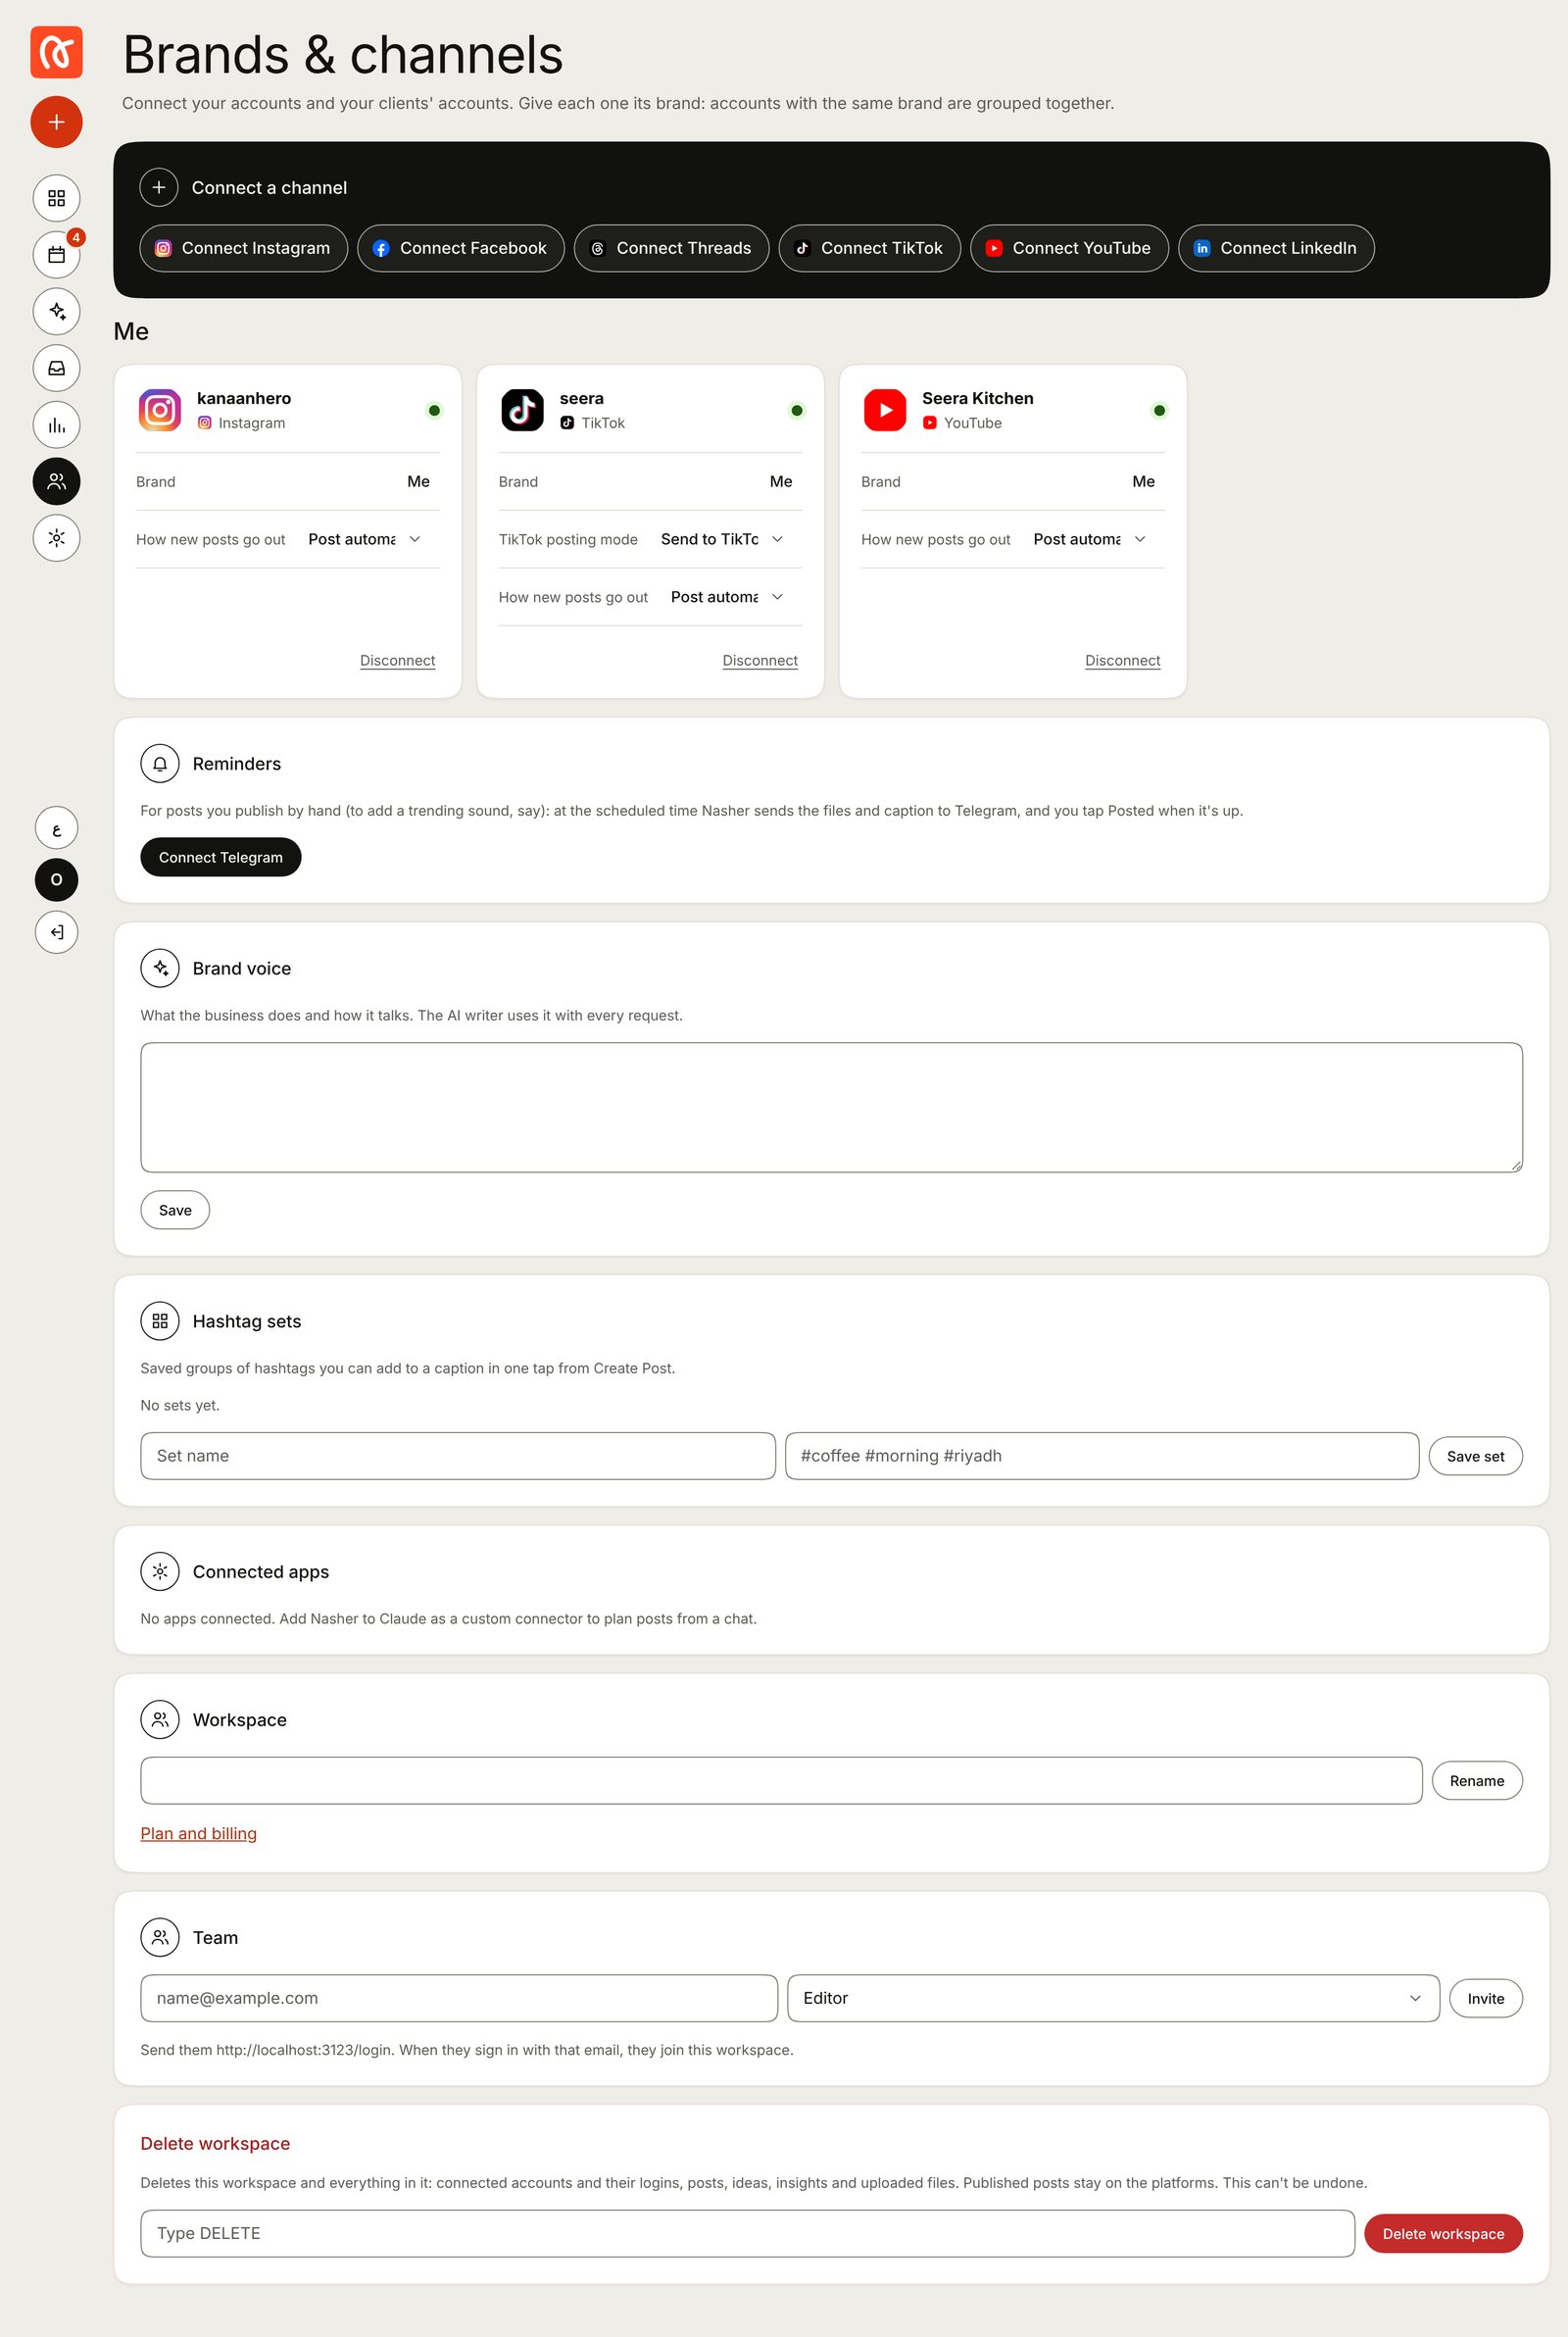 Brands & channels
Connect your accounts and your clients' accounts. Give each one its brand: accounts with the same brand are grouped together.
Connect a channel
Connect Instagram
Connect Facebook
Connect Threads
Connect TikTok
Connect YouTube
Connect LinkedIn
4
Me
kanaanhero
Instagram
Brand Me
How new posts go out Post automa
Disconnect
seera
TikTok
Brand Me
TikTok posting mode Send to TikTo
How new posts go out Post automa
Disconnect
Seera Kitchen
YouTube
Brand Me
How new posts go out Post automa
Disconnect
Reminders
For posts you publish by hand (to add a trending sound, say): at the scheduled time Nasher sends the files and caption to Telegram, and you tap Posted when it's up.
Connect Telegram
ع
O
Brand voice
What the business does and how it talks. The AI writer uses it with every request.
Save
Hashtag sets
Saved groups of hashtags you can add to a caption in one tap from Create Post.
No sets yet.
Set name
#coffee #morning #riyadh
Save set
Connected apps
No apps connected. Add Nasher to Claude as a custom connector to plan posts from a chat.
Workspace
Rename
Plan and billing
Team
name@example.com
Editor
Invite
Send them http://localhost:3123/login. When they sign in with that email, they join this workspace.
Delete workspace
Deletes this workspace and everything in it: connected accounts and their logins, posts, ideas, insights and uploaded files. Published posts stay on the platforms. This can't be undone.
Type DELETE
Delete workspace